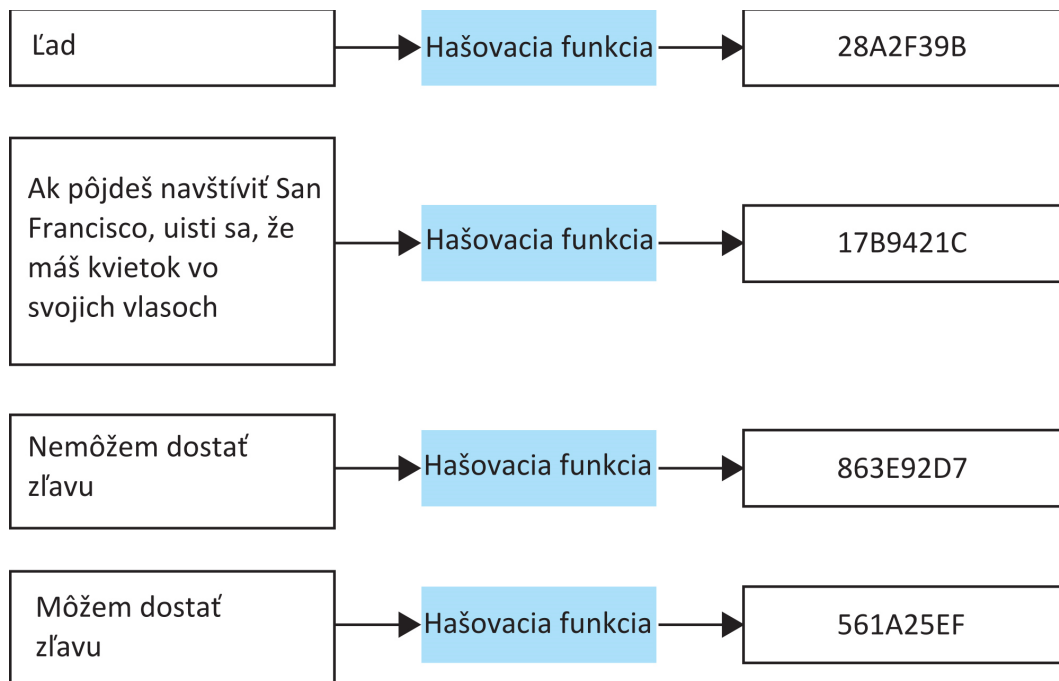 Ľad
Hašovacia funkcia
28A2F39B
Ak pôjdeš navštíviť San
Francisco, uisti sa, že
máš kvietok vo
svojich vlasoch
Hašovacia funkcia
17B9421C
Nemôžem dostať
zľavu
Hašovacia funkcia
863E92D7
Môžem dostať
zľavu
Hašovacia funkcia
561A25EF